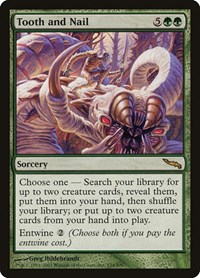 Tooth and Nail 5
Sorcery
Choose one — Search your library for
up to two creature cards, reveal them,
put them into your hand, then shuffle
your library; or put up to two creature
cards from your hand into play.
Entwine 2 (Choose both if you pay the
entwine cost.)
Greg Hildebrandt